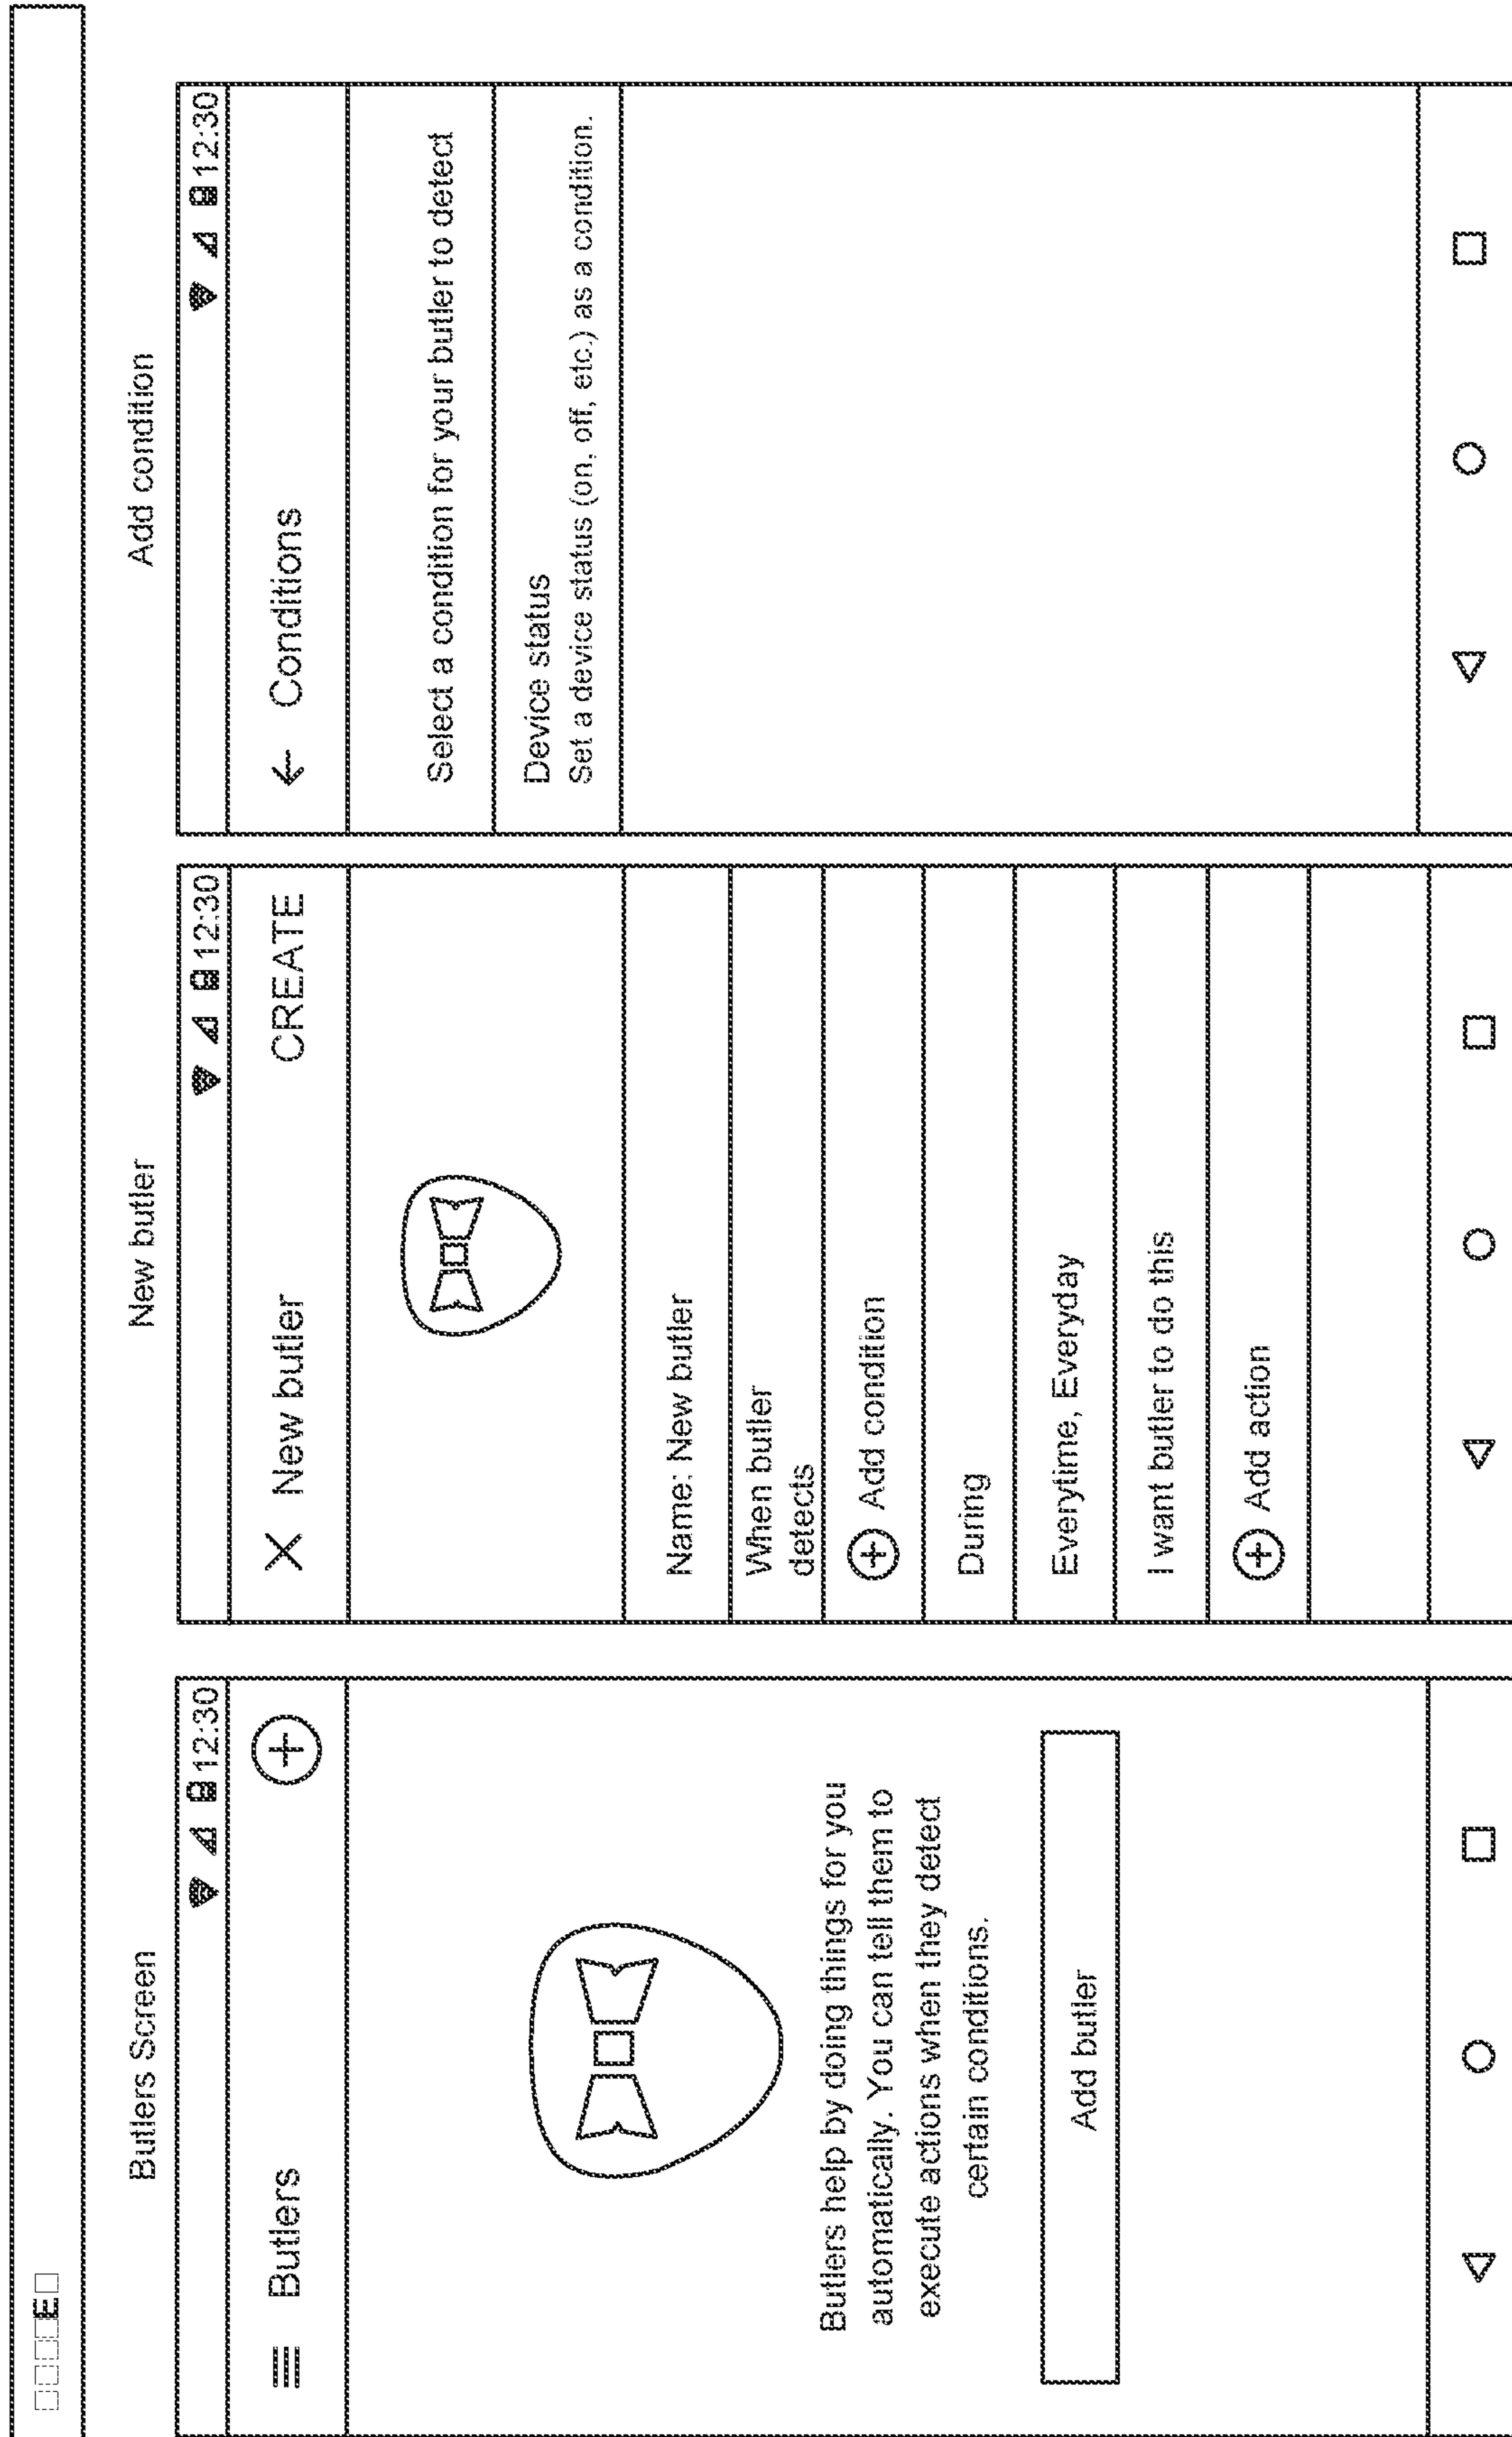 Butlers Screen
12:30
Butlers
Butlers help by doing things for you
automatically. You can tell them to
execute actions when they detect
certain conditions.
Add butler
New butler
12:30
New butler CREATE
Name: New butler
When butler
detects
Add condition
During
Everytime, Everyday
I want butler to do this
Add action
Add condition
12:30
Conditions
Select a condition for your butler to detect
Device status
Set a device status (on, off, etc.) as a condition.